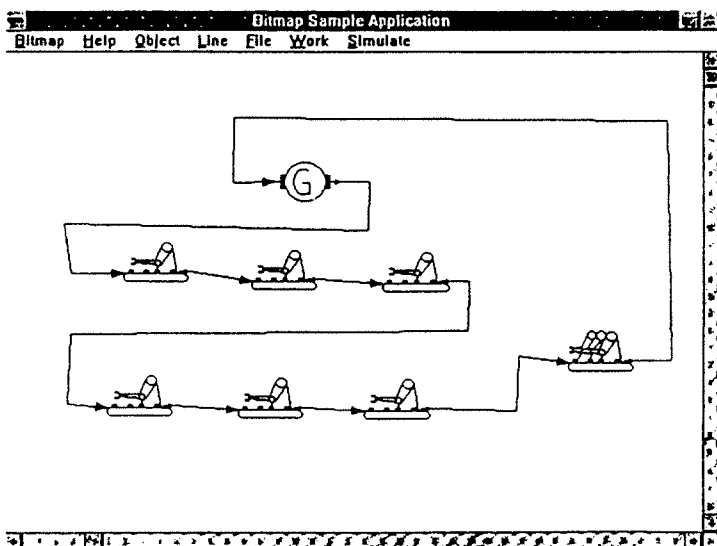 Bitmap Sample Application
Bitmap Help Object Line File Work Simulate
G